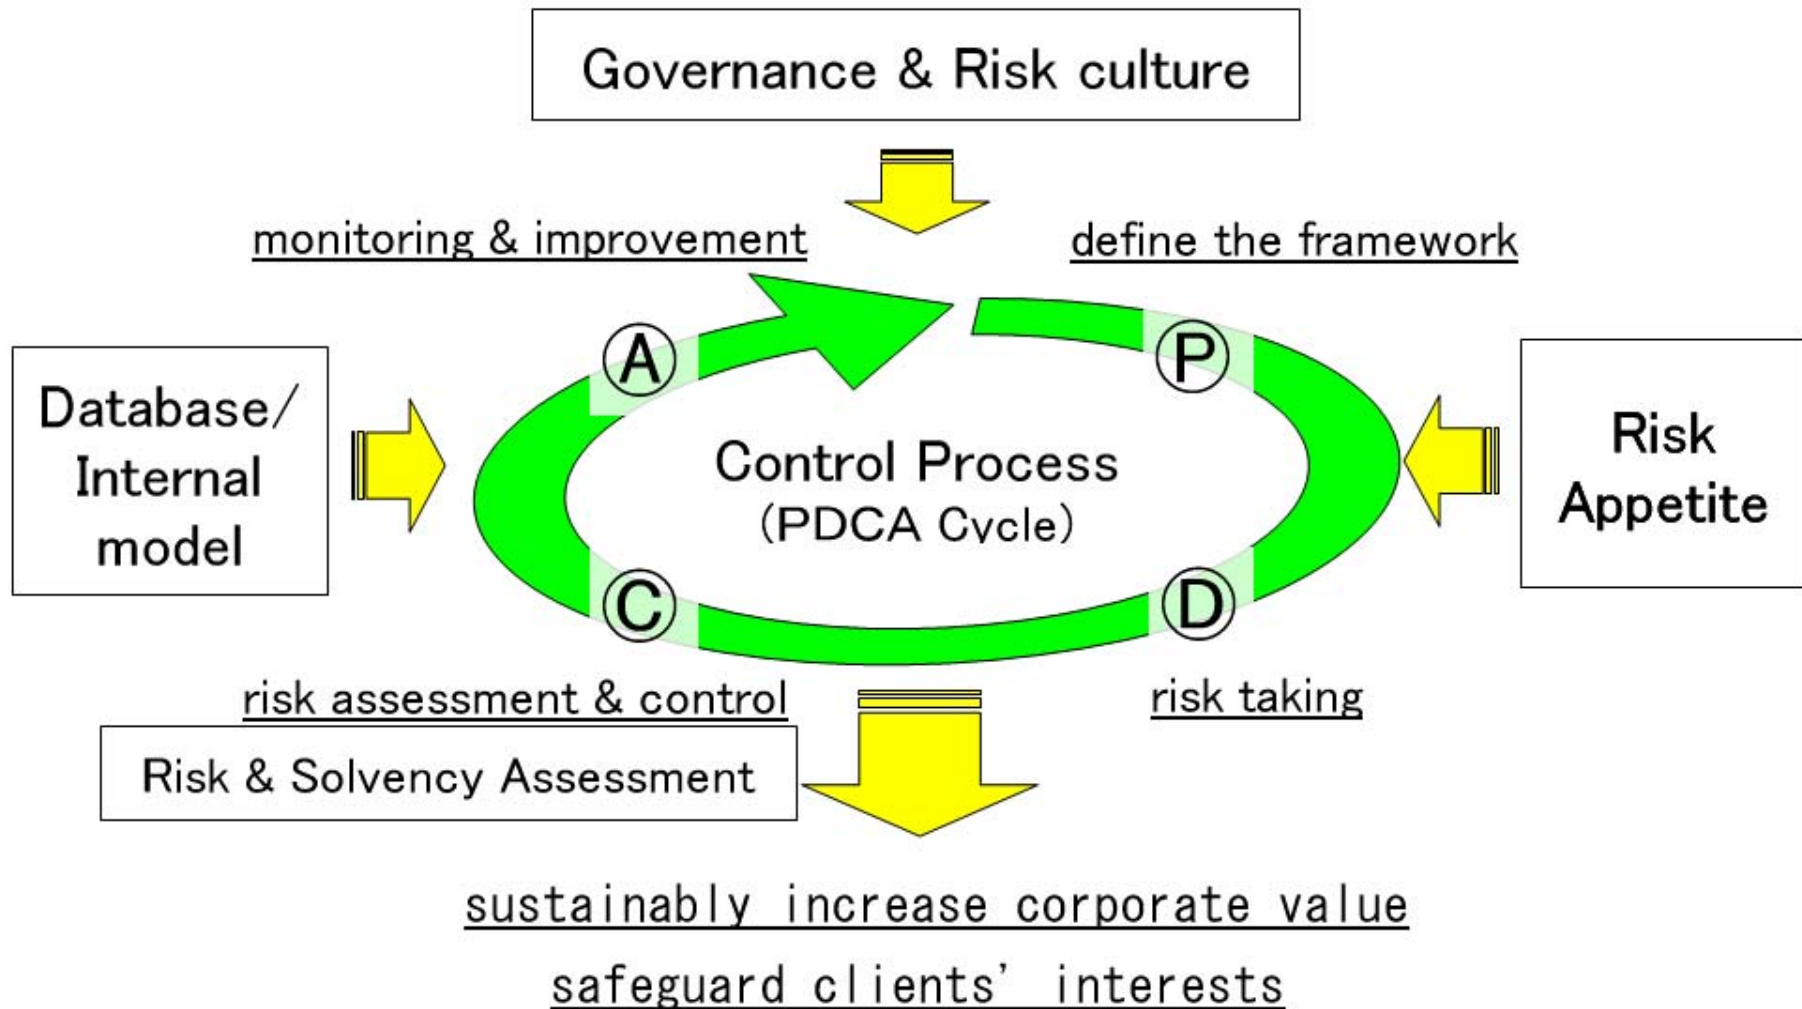 Governance & Risk culture
monitoring & improvement
define the framework
A
P
Database/
Internal
model
Control Process
(PDCA Cycle)
Risk
Appetite
C
D
risk assessment & control
risk taking
Risk & Solvency Assessment
sustainably increase corporate value
safeguard clients’ interests